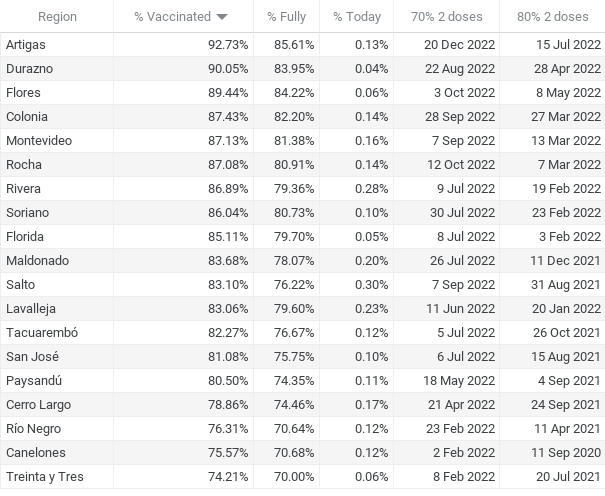 Region % Vaccinated % Fully % Today 70% 2 doses 80% 2 doses
Artigas 92.73% 85.61% 0.13% 20 Dec 2022 15 Jul 2022
Durazno 90.05% 83.95% 0.04% 22 Aug 2022 28 Apr 2022
Flores 89.44% 84.22% 0.06% 3 Oct 2022 8 May 2022
Colonia 87.43% 82.20% 0.14% 28 Sep 2022 27 Mar 2022
Montevideo 87.13% 81.38% 0.16% 7 Sep 2022 13 Mar 2022
Rocha 87.08% 80.91% 0.14% 12 Oct 2022 7 Mar 2022
Rivera 86.89% 79.36% 0.28% 9 Jul 2022 19 Feb 2022
Soriano 86.04% 80.73% 0.10% 30 Jul 2022 23 Feb 2022
Florida 85.11% 79.70% 0.05% 8 Jul 2022 3 Feb 2022
Maldonado 83.68% 78.07% 0.20% 26 Jul 2022 11 Dec 2021
Salto 83.10% 76.22% 0.30% 7 Sep 2022 31 Aug 2021
Lavalleja 83.06% 79.60% 0.23% 11 Jun 2022 20 Jan 2022
Tacuarembó 82.27% 76.67% 0.12% 5 Jul 2022 26 Oct 2021
San José 81.08% 75.75% 0.10% 6 Jul 2022 15 Aug 2021
Paysandú 80.50% 74.35% 0.11% 18 May 2022 4 Sep 2021
Cerro Largo 78.86% 74.46% 0.17% 21 Apr 2022 24 Sep 2021
Río Negro 76.31% 70.64% 0.12% 23 Feb 2022 11 Apr 2021
Canelones 75.57% 70.68% 0.12% 2 Feb 2022 11 Sep 2020
Treinta y Tres 74.21% 70.00% 0.06% 8 Feb 2022 20 Jul 2021